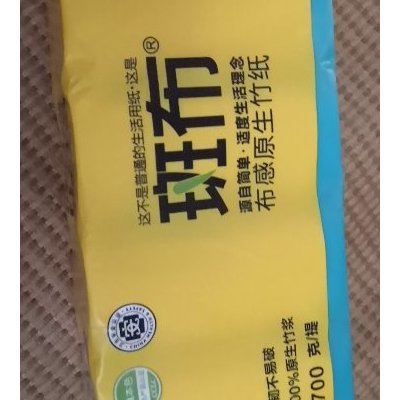 这不是普通的生活用纸·这是
斑布®
源自简单·适度生活理念
布感原生竹纸
韧不易破
00%原生竹浆
700 克/提